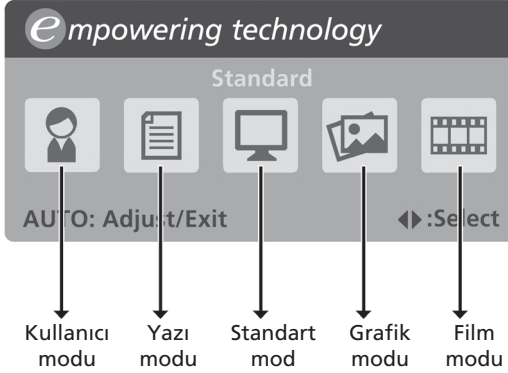 empowering technology
Standard
AUTO: Adjust/Exit ◀▶ :Select
Kullanıcı modu
Yazı modu
Standart mod
Grafik modu
Film modu